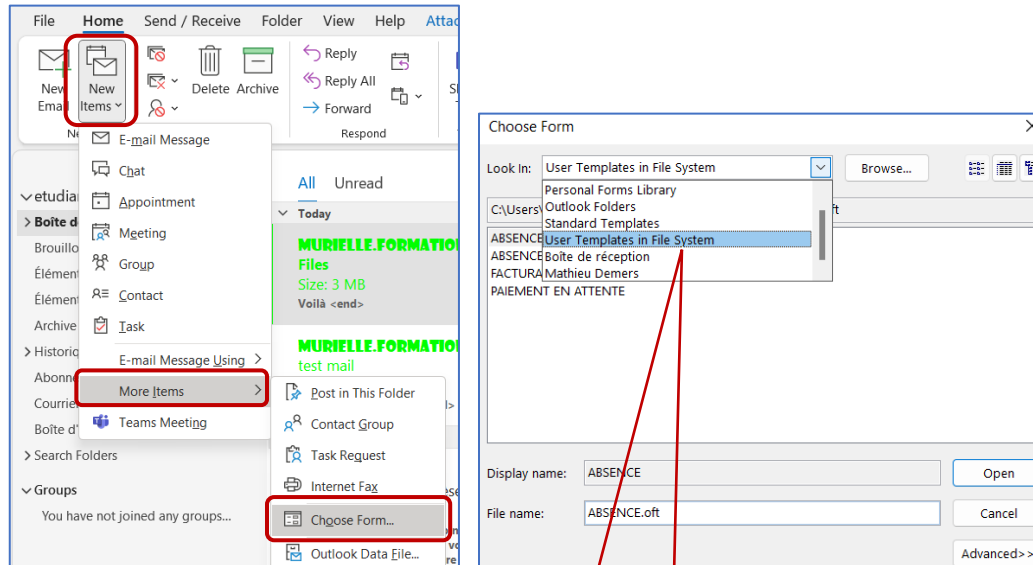 File Home Send / Receive Folder View Help Attac
New Email
New Items
Delete Archive
Reply
Reply All
Forward
Respond
E-mail Message
Chat
Appointment
Meeting
Group
Contact
Task
E-mail Message Using
More Items
Teams Meeting
etudia
Boîte d
Brouillo
Élémen
Élémen
Archive
Historiq
Abonn
Courrie
Boîte d'
Search Folders
Groups
You have not joined any groups...
All Unread
Today
MURIELLE.FORMATIO
Files
Size: 3 MB
Voilà <end>
MURIELLE.FORMATIO
test mail
Post in This Folder
Contact Group
Task Request
Internet Fax
Choose Form...
Outlook Data File...
Choose Form
Look In: User Templates in File System Browse...
Personal Forms Library
Outlook Folders
Standard Templates
User Templates in File System
Boîte de réception
Mathieu Demers
C:\Users\
ft
ABSENCE
ABSENCE
FACTURA
PAIEMENT EN ATTENTE
Display name: ABSENCE Open
File name: ABSENCE.oft Cancel
Advanced>>